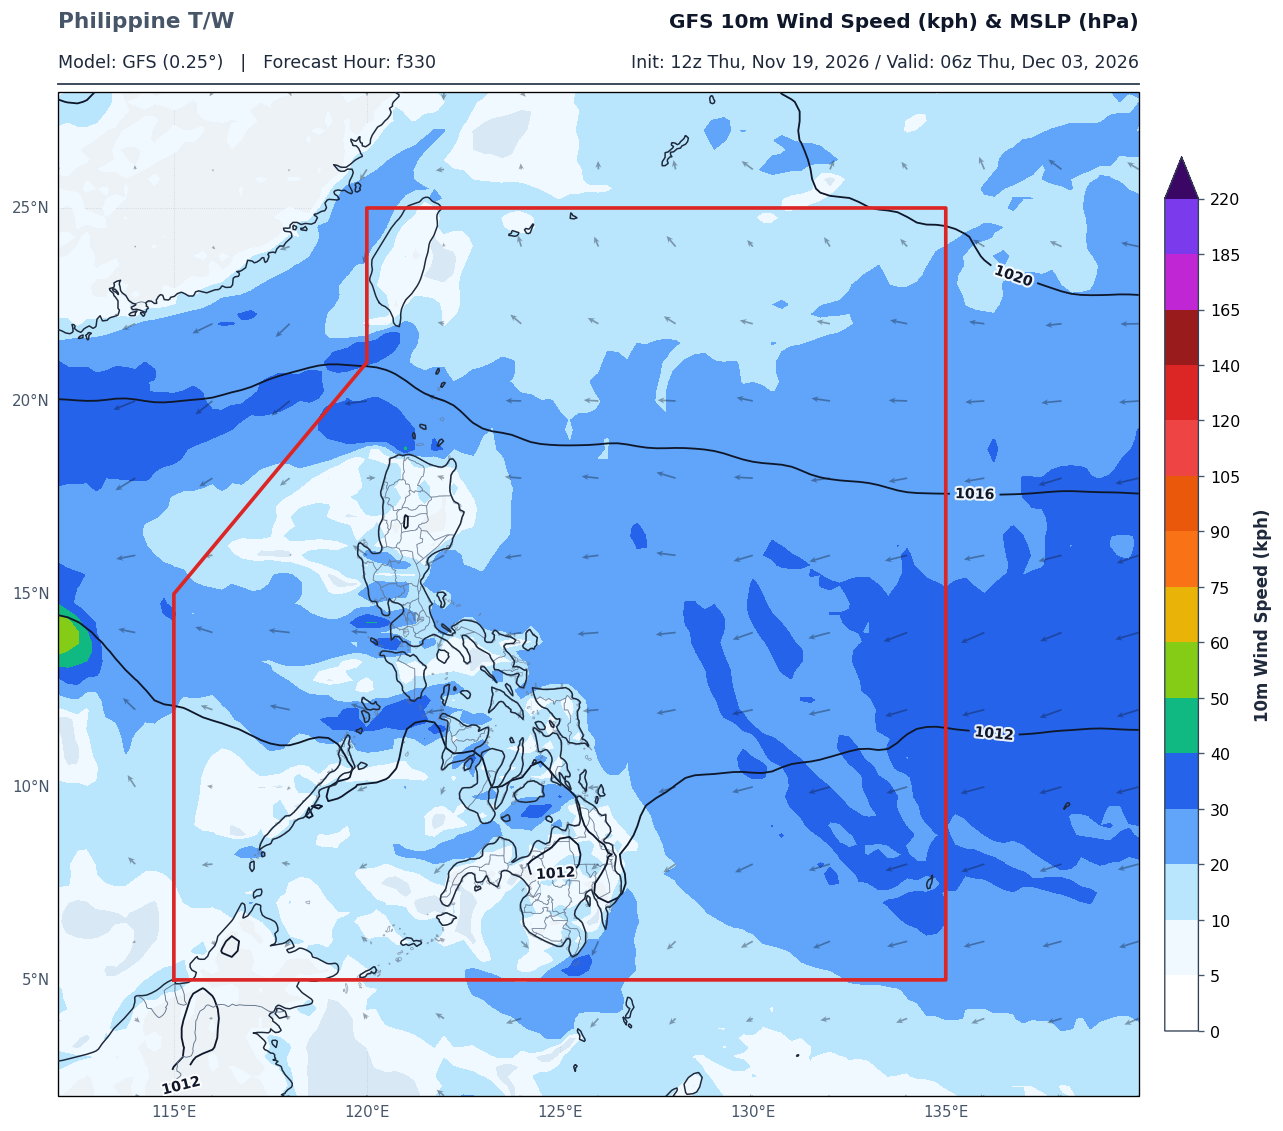 Philippine T/W
GFS 10m Wind Speed (kph) & MSLP (hPa)
Model: GFS (0.25°)   |   Forecast Hour: f330
Init: 12z Thu, Nov 19, 2026 / Valid: 06z Thu, Dec 03, 2026
25°N
20°N
15°N
10°N
5°N
1020
1016
1012
1012
1012
115°E
120°E
125°E
130°E
135°E
220
185
165
140
120
105
90
75
60
50
40
30
20
10
5
0
10m Wind Speed (kph)